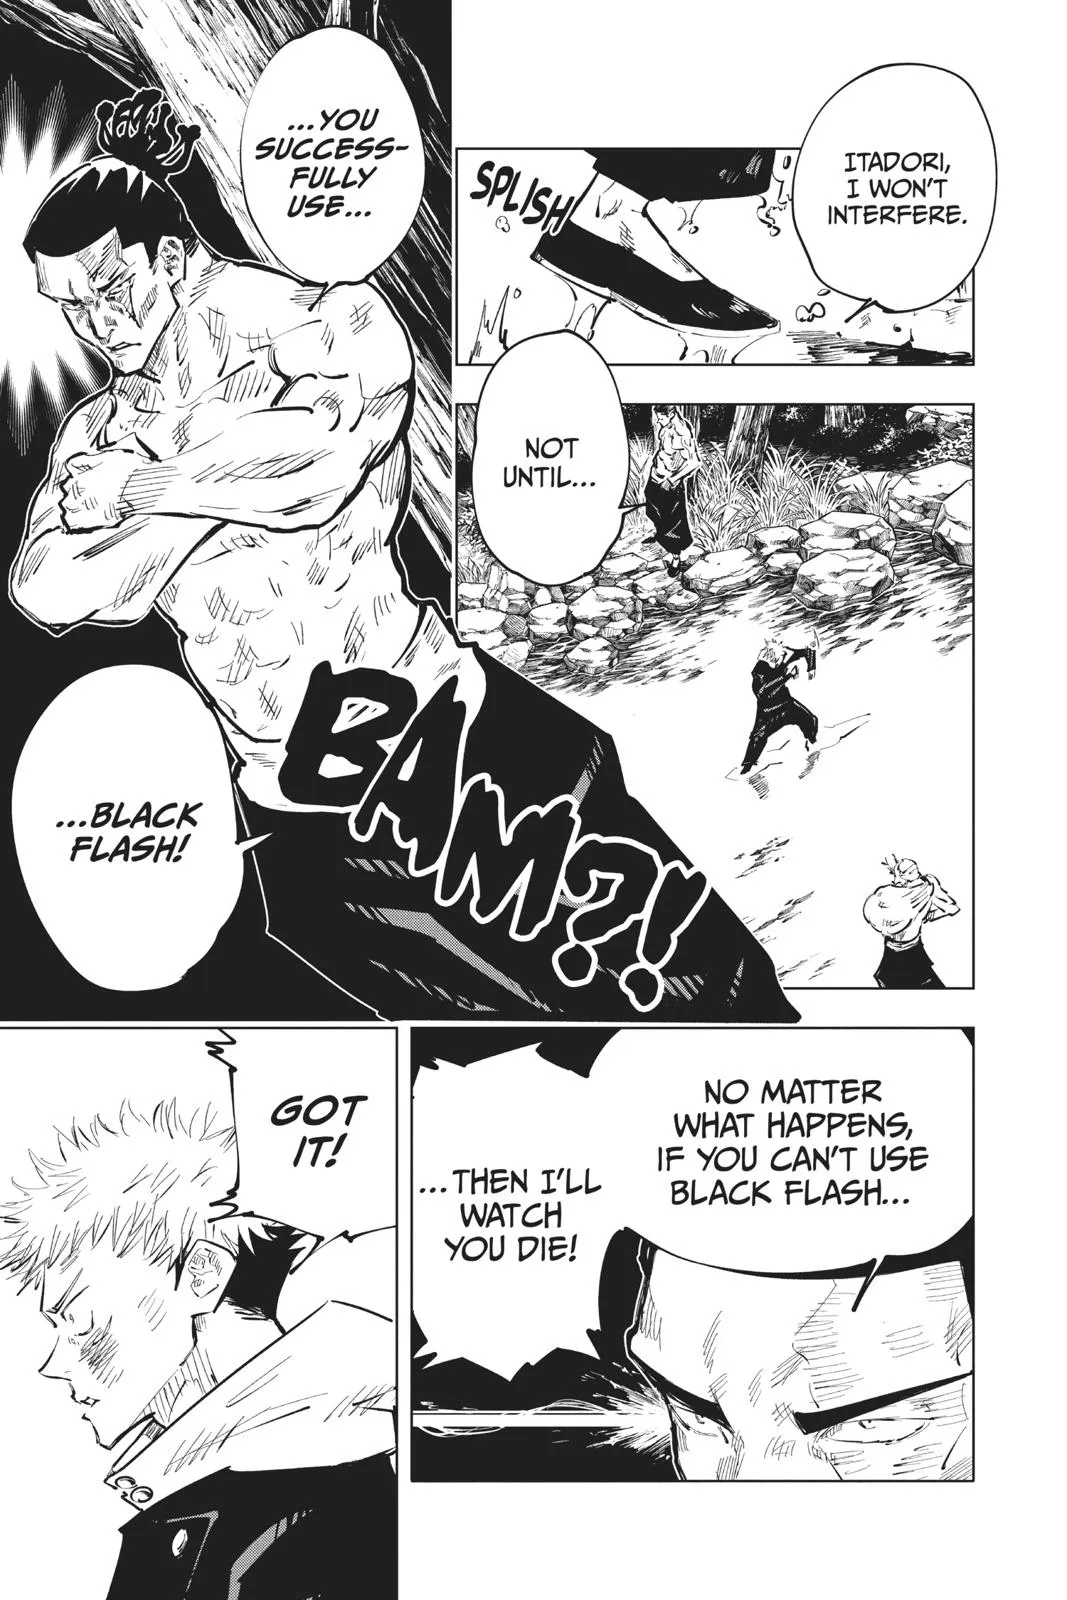 ITADORI,
I WON'T
INTERFERE.
SPLISH
NOT
UNTIL...
...YOU
SUCCESS-
FULLY
USE...
...BLACK
FLASH!
BAM?!
NO MATTER
WHAT HAPPENS,
IF YOU CAN'T USE
BLACK FLASH...
...THEN I'LL
WATCH
YOU DIE!
GOT
IT!